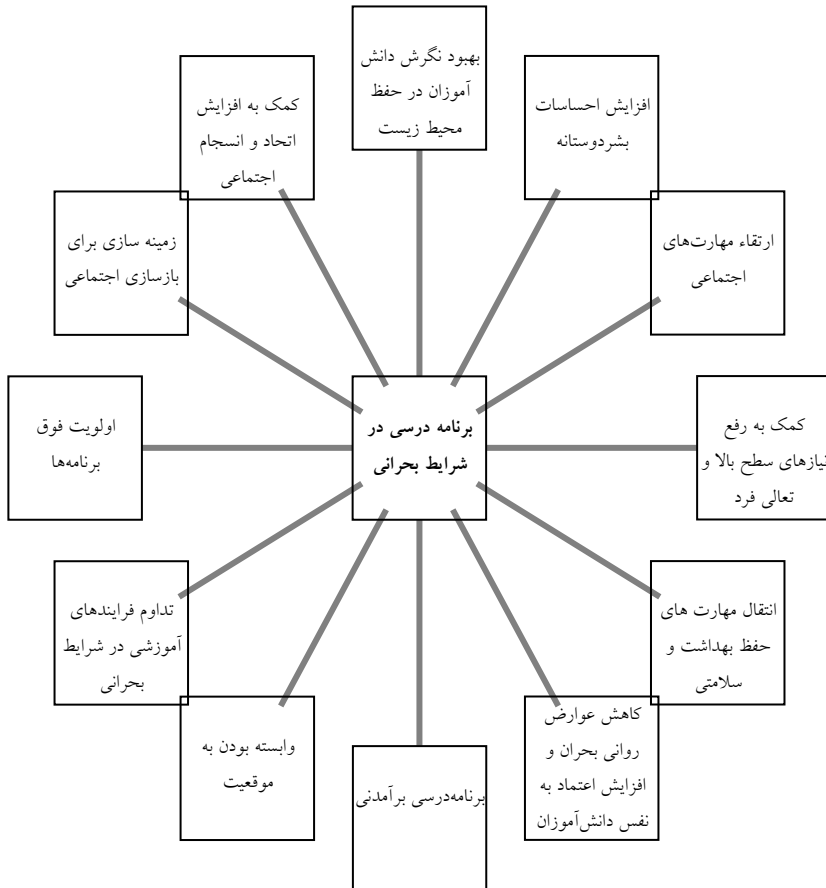 بهبود نگرش دانش
آموزان در حفظ
محیط زیست
افزایش احساسات
بشردوستانه
ارتقاء مهارت‌های
اجتماعی
کمک به رفع
نیازهای سطح بالا و
تعالی فرد
انتقال مهارت های
حفظ بهداشت و
سلامتی
کاهش عوارض
روانی بحران و
افزایش اعتماد به
نفس دانش‌آموزان
برنامه‌درسی برآمدنی
وابسته بودن به
موقعیت
تداوم فرایندهای
آموزشی در شرایط
بحرانی
اولویت فوق
برنامه‌ها
زمینه سازی برای
بازسازی اجتماعی
کمک به افزایش
اتحاد و انسجام
اجتماعی
برنامه درسی در
شرایط بحرانی